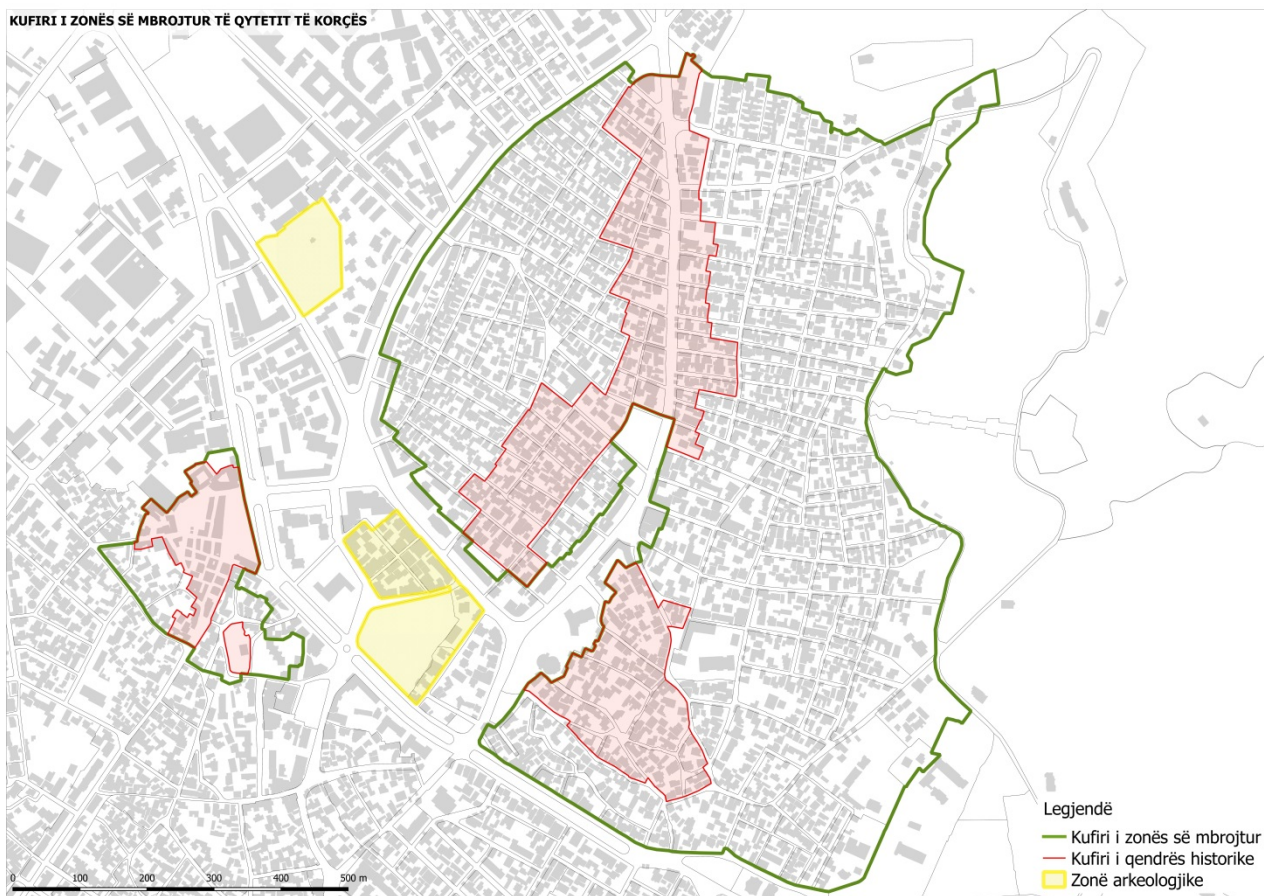 KUFIRI I ZONËS SË MBROJTUR TË QYTETIT TË KORÇËS
Legjendë
Kufiri i zonës së mbrojtur
Kufiri i qendrës historike
Zonë arkeologjike
0 100 200 300 400 500 m